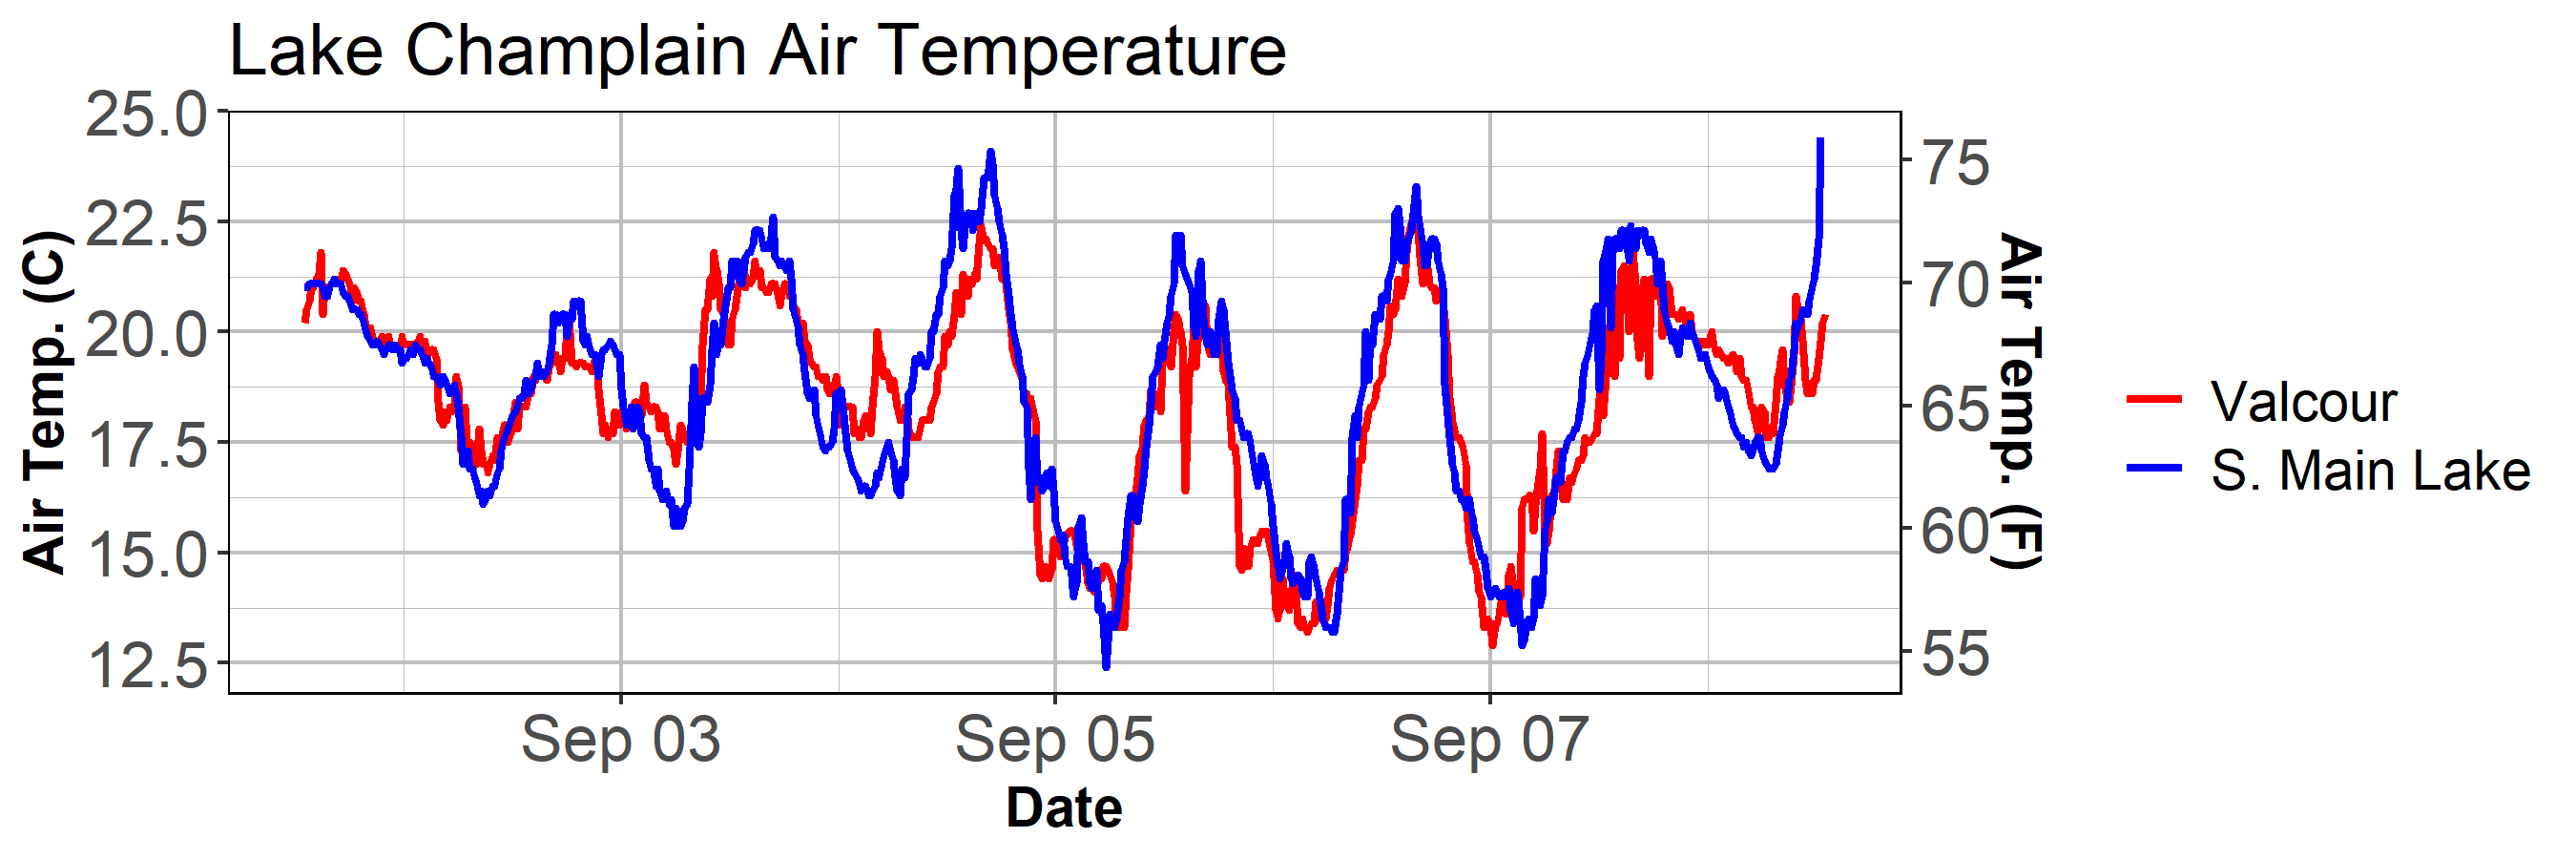 Lake Champlain Air Temperature
Air Temp. (C)
25.0
22.5
20.0
17.5
15.0
12.5
75
70
65
60
55
Air Temp. (F)
Sep 03 Sep 05 Sep 07
Date
Valcour
S. Main Lake